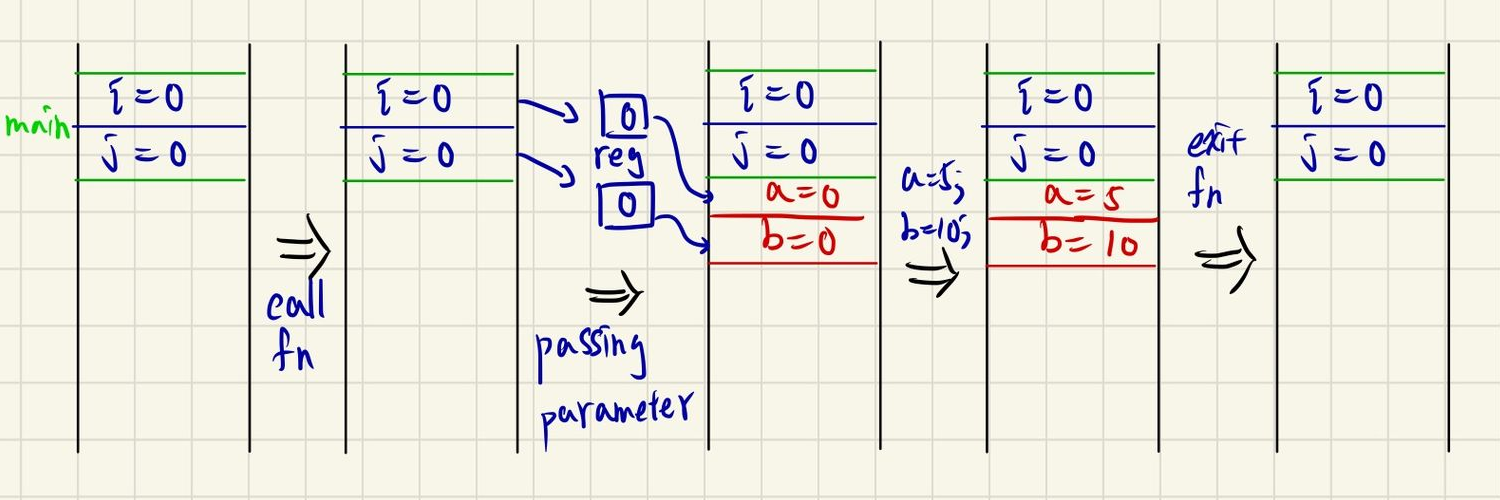 main
i=0
j=0
call
fn
i=0
j=0
0
reg
0
passing
parameter
i=0
j=0
a=0
b=0
a=5;
b=10;
i=0
j=0
a=5
b=10
exit
fn
i=0
j=0